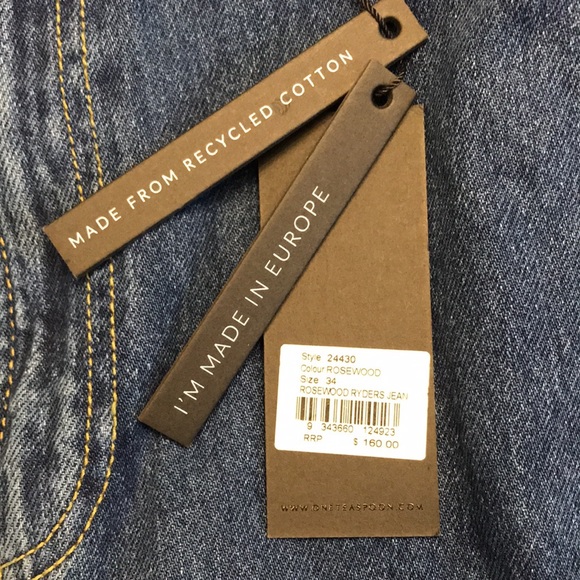 MADE FROM RECYCLED COTTON
I'M MADE IN EUROPE
Style 24430
Colour ROSEWOOD
Size 34
ROSEWOOD RYDERS JEAN
9 343660 124923
RRP $ 160.00
WWW.ONETEASPOON.COM